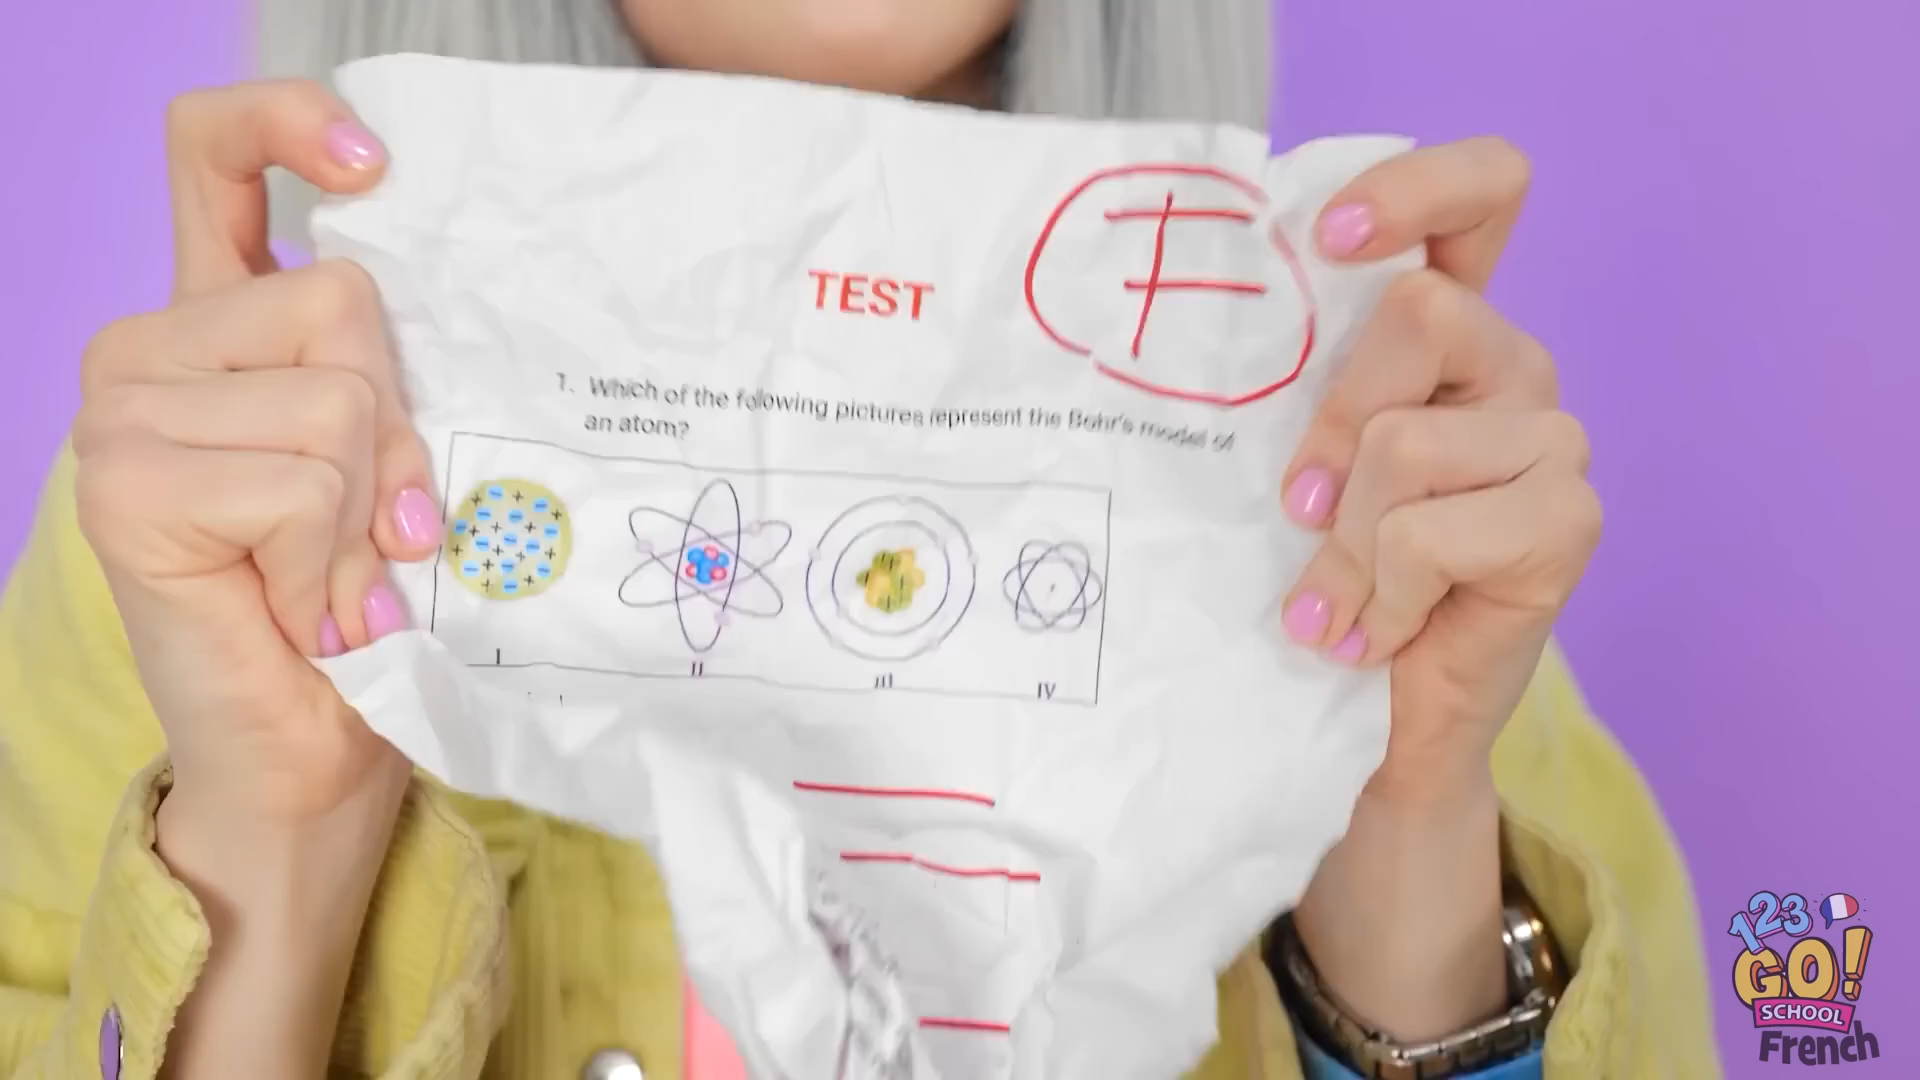 F
TEST
1. Which of the following pictures represent the Bohr's model of
an atom?
I
II
III
IV
123
GO!
SCHOOL
French